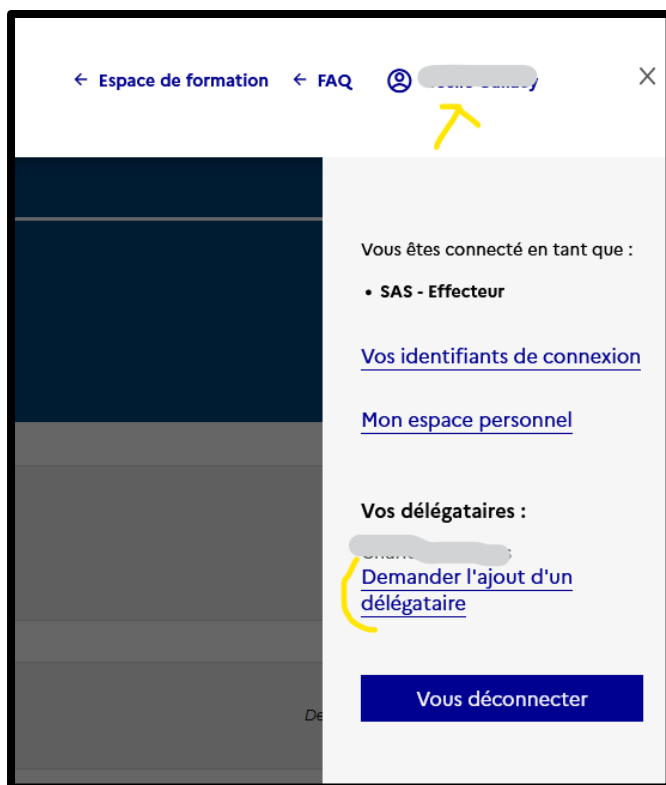 ← Espace de formation ← FAQ
Vous êtes connecté en tant que :
• SAS - Effecteur
Vos identifiants de connexion
Mon espace personnel
Vos délégataires :
Demander l'ajout d'un
délégataire
De
Vous déconnecter